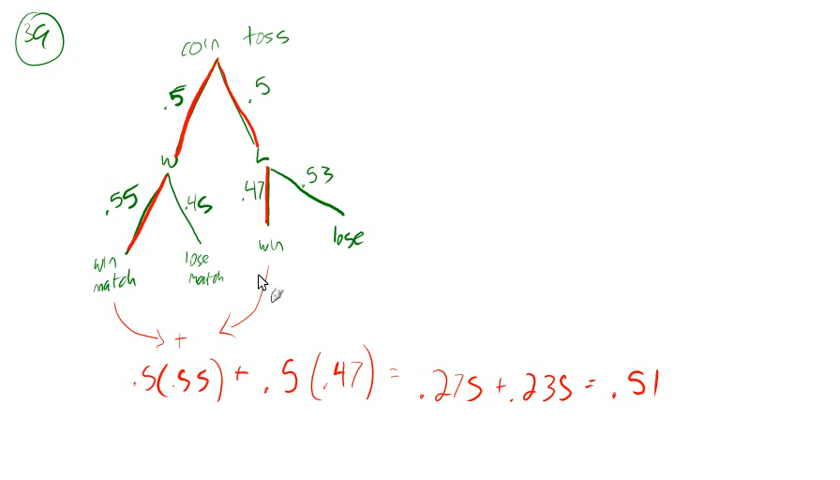 39
coin toss
.5 .5
W L
.55 .45 .47 .53
win match
lose match
win
lose
+
.5(.55) + .5(.47) = .275 + .235 = .51